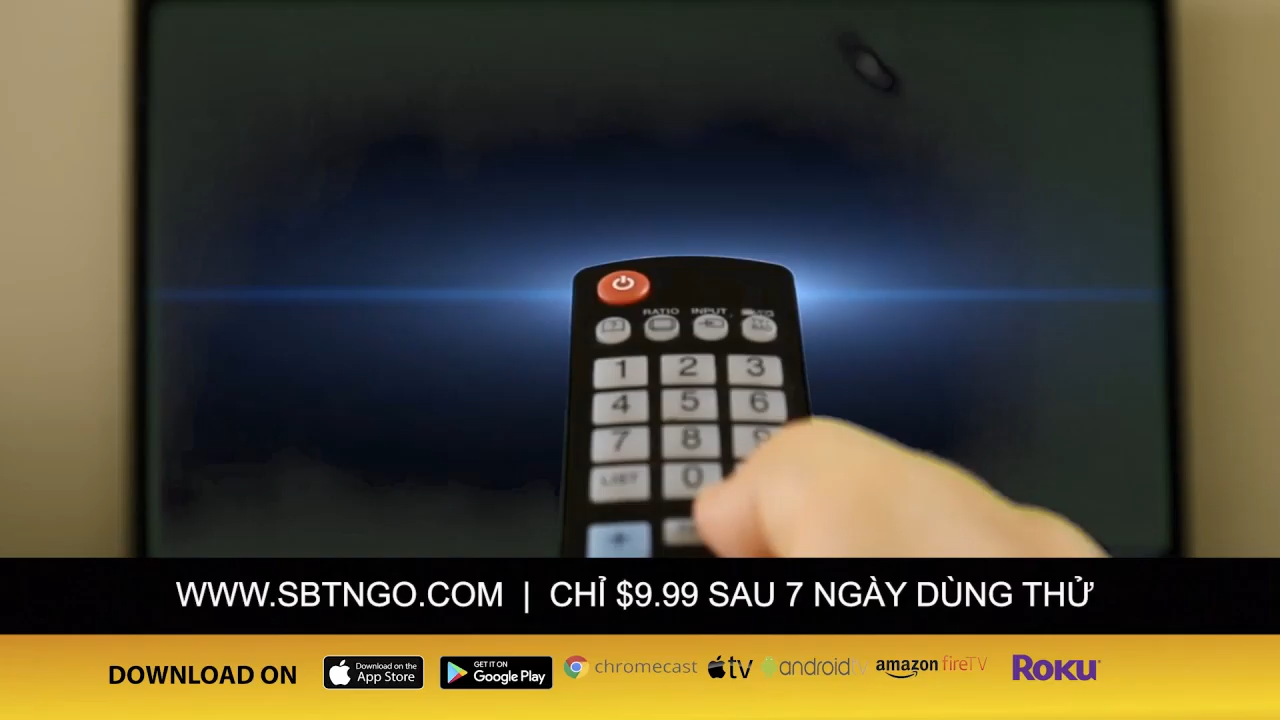 RATIO INPUT
1 2 3
4 5 6
7 8 9
LIST 0
+
WWW.SBTNGO.COM | CHỈ $9.99 SAU 7 NGÀY DÙNG THỬ
DOWNLOAD ON
Download on the
App Store
GET IT ON
Google Play
chromecast
tv
androidtv
amazon fireTV
ROKU